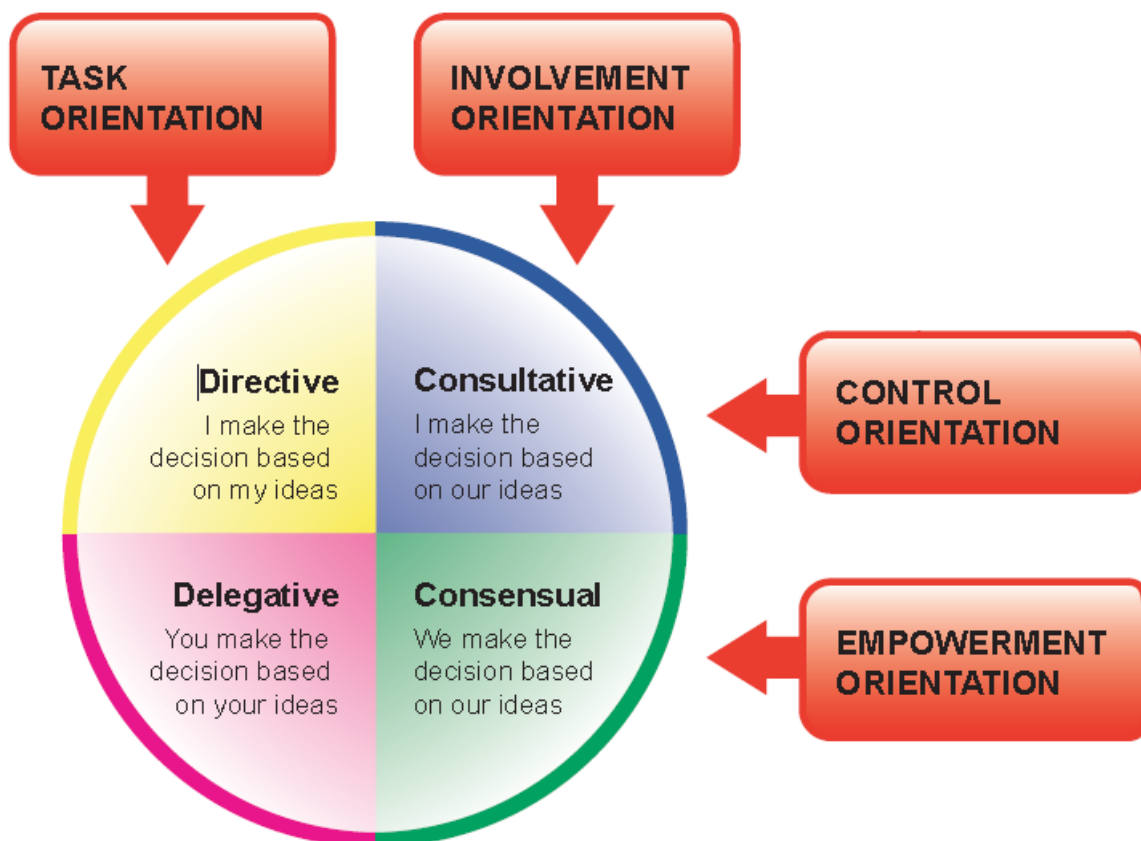 TASK
ORIENTATION
INVOLVEMENT
ORIENTATION
Directive
I make the
decision based
on my ideas
Consultative
I make the
decision based
on our ideas
CONTROL
ORIENTATION
Delegative
You make the
decision based
on your ideas
Consensual
We make the
decision based
on our ideas
EMPOWERMENT
ORIENTATION